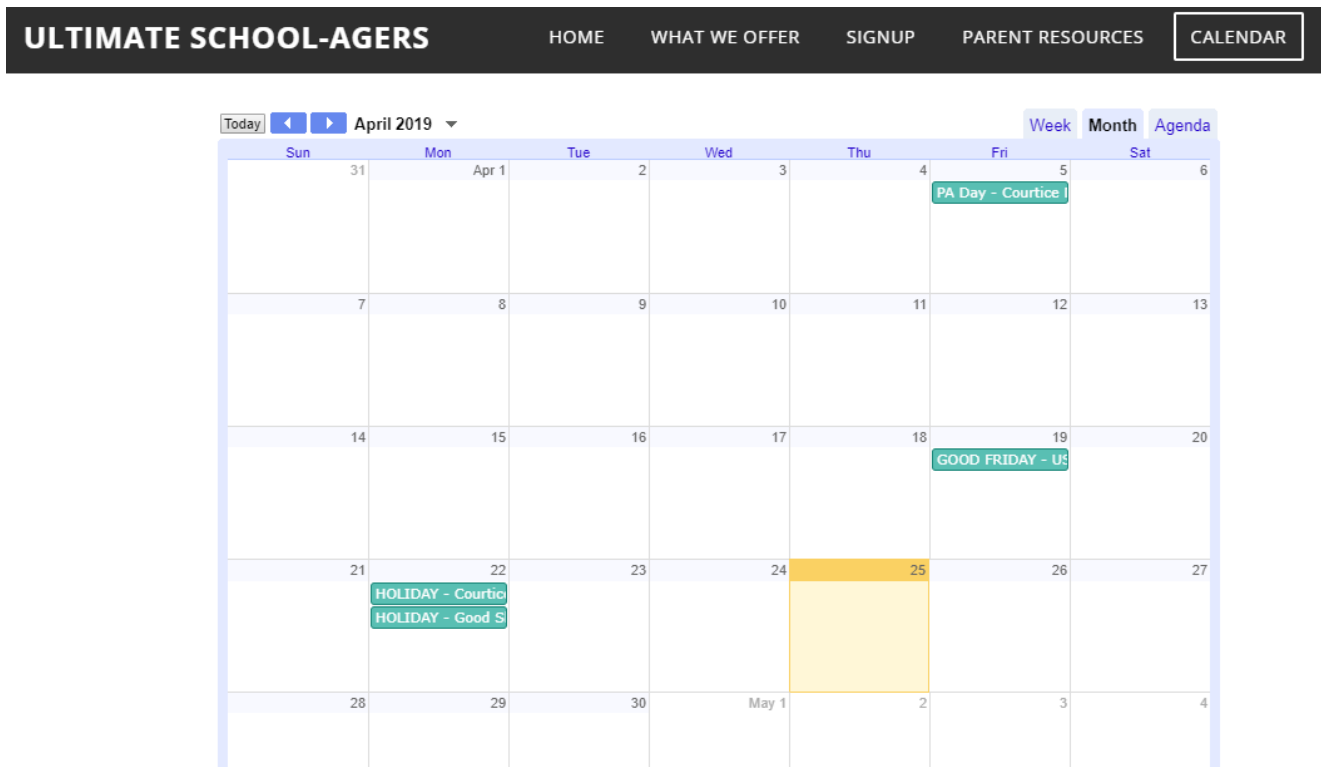 ULTIMATE SCHOOL-AGERS HOME WHAT WE OFFER SIGNUP PARENT RESOURCES CALENDAR
Today April 2019 Week Month Agenda
Sun Mon Tue Wed Thu Fri Sat
31 Apr 1 2 3 4 5 6
PA Day - Courtice
7 8 9 10 11 12 13
14 15 16 17 18 19 20
GOOD FRIDAY - US
21 22 23 24 25 26 27
HOLIDAY - Courtic
HOLIDAY - Good S
28 29 30 May 1 2 3 4